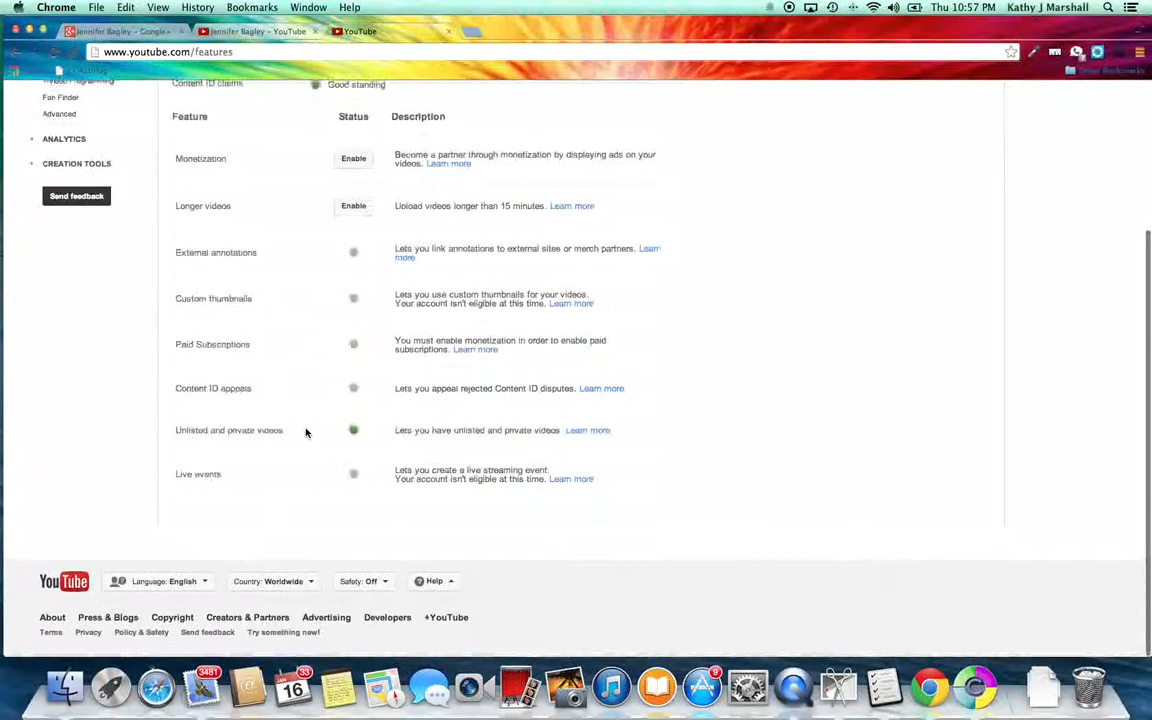 Chrome File Edit View History Bookmarks Window Help Thu 10:57 PM Kathy J Marshall
Jennifer Bagley - Google+ Jennifer Bagley - YouTube YouTube
www.youtube.com/features
Other Bookmarks
Fan Finder
Advanced
ANALYTICS
CREATION TOOLS
Send feedback
Content ID claims Good standing
Feature Status Description
Monetization Enable Become a partner through monetization by displaying ads on your
videos. Learn more
Longer videos Enable Upload videos longer than 15 minutes. Learn more
External annotations Lets you link annotations to external sites or merch partners. Learn
more
Custom thumbnails Lets you use custom thumbnails for your videos.
Your account isn't eligible at this time. Learn more
Paid Subscriptions You must enable monetization in order to enable paid
subscriptions. Learn more
Content ID appeals Lets you appeal rejected Content ID disputes. Learn more
Unlisted and private videos Lets you have unlisted and private videos Learn more
Live events Lets you create a live streaming event.
Your account isn't eligible at this time. Learn more
YouTube Language: English Country: Worldwide Safety: Off Help
About Press & Blogs Copyright Creators & Partners Advertising Developers +YouTube
Terms Privacy Policy & Safety Send feedback Try something new!
3481 33 9
JAN
16